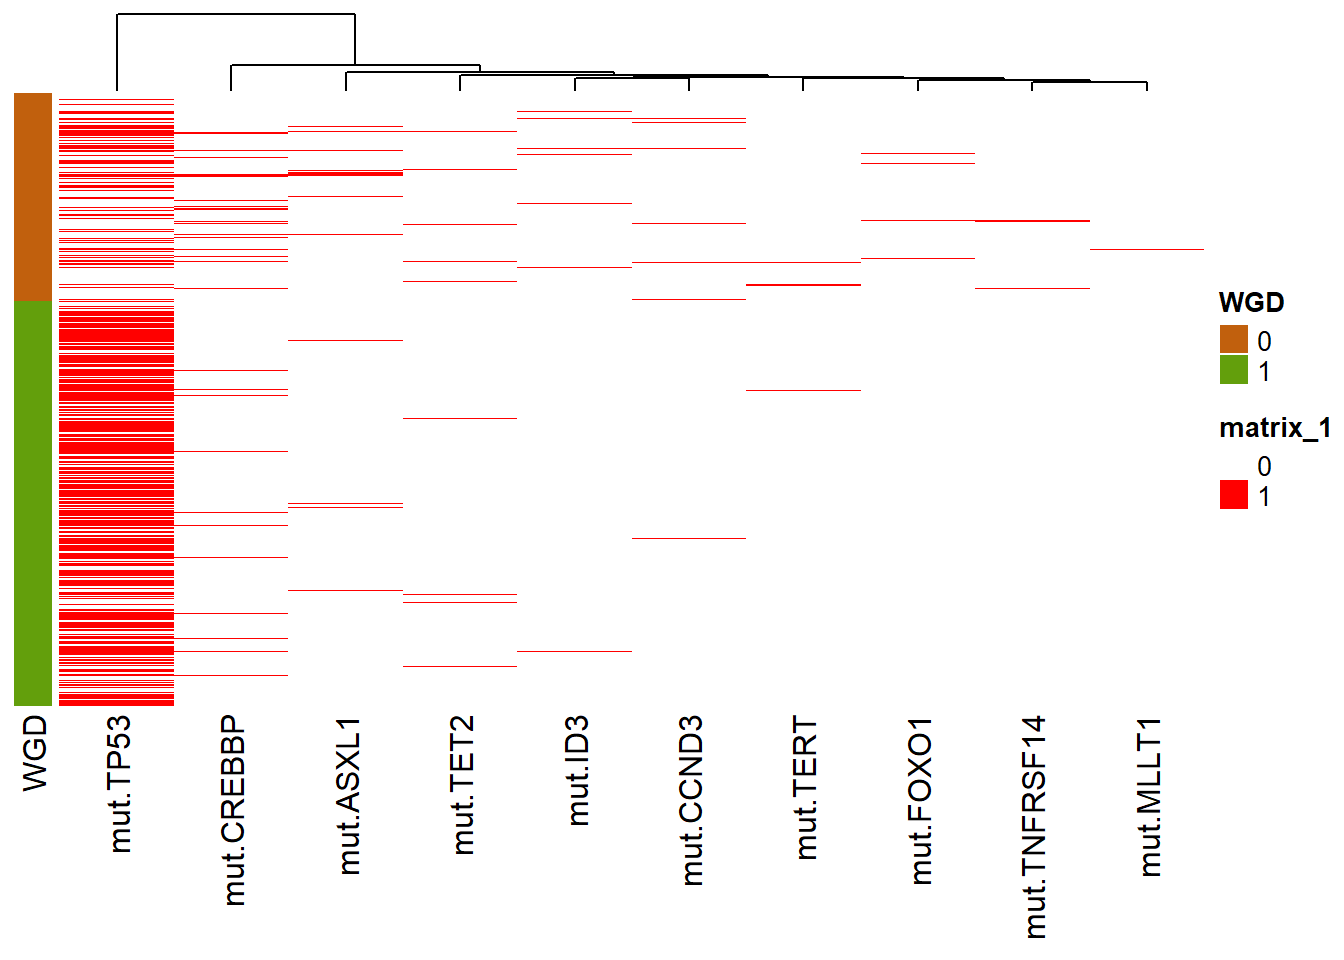 WGD
0
1
matrix_1
0
1
WGD
mut.TP53
mut.CREBBP
mut.ASXL1
mut.TET2
mut.ID3
mut.CCND3
mut.TERT
mut.FOXO1
mut.TNFRSF14
mut.MLLT1